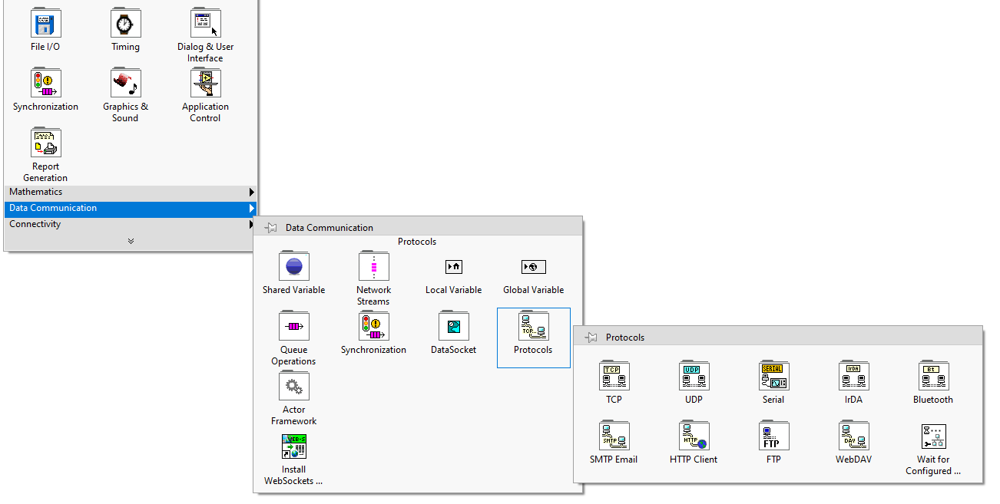 File I/O
Timing
Dialog & User
Interface
Synchronization
Graphics &
Sound
Application
Control
Report
Generation
Mathematics
Data Communication
Connectivity
Data Communication
Protocols
Shared Variable
Network
Streams
Local Variable
Global Variable
TCP...
Queue
Operations
Synchronization
DataSocket
Protocols
Actor
Framework
WEB-S
Install
WebSockets ...
Protocols
TCP
UDP
SERIAL
IrDA
Bt
TCP
UDP
Serial
IrDA
Bluetooth
SMTP
HTTP
FTP
DAV
SMTP Email
HTTP Client
FTP
WebDAV
Wait for
Configured ...